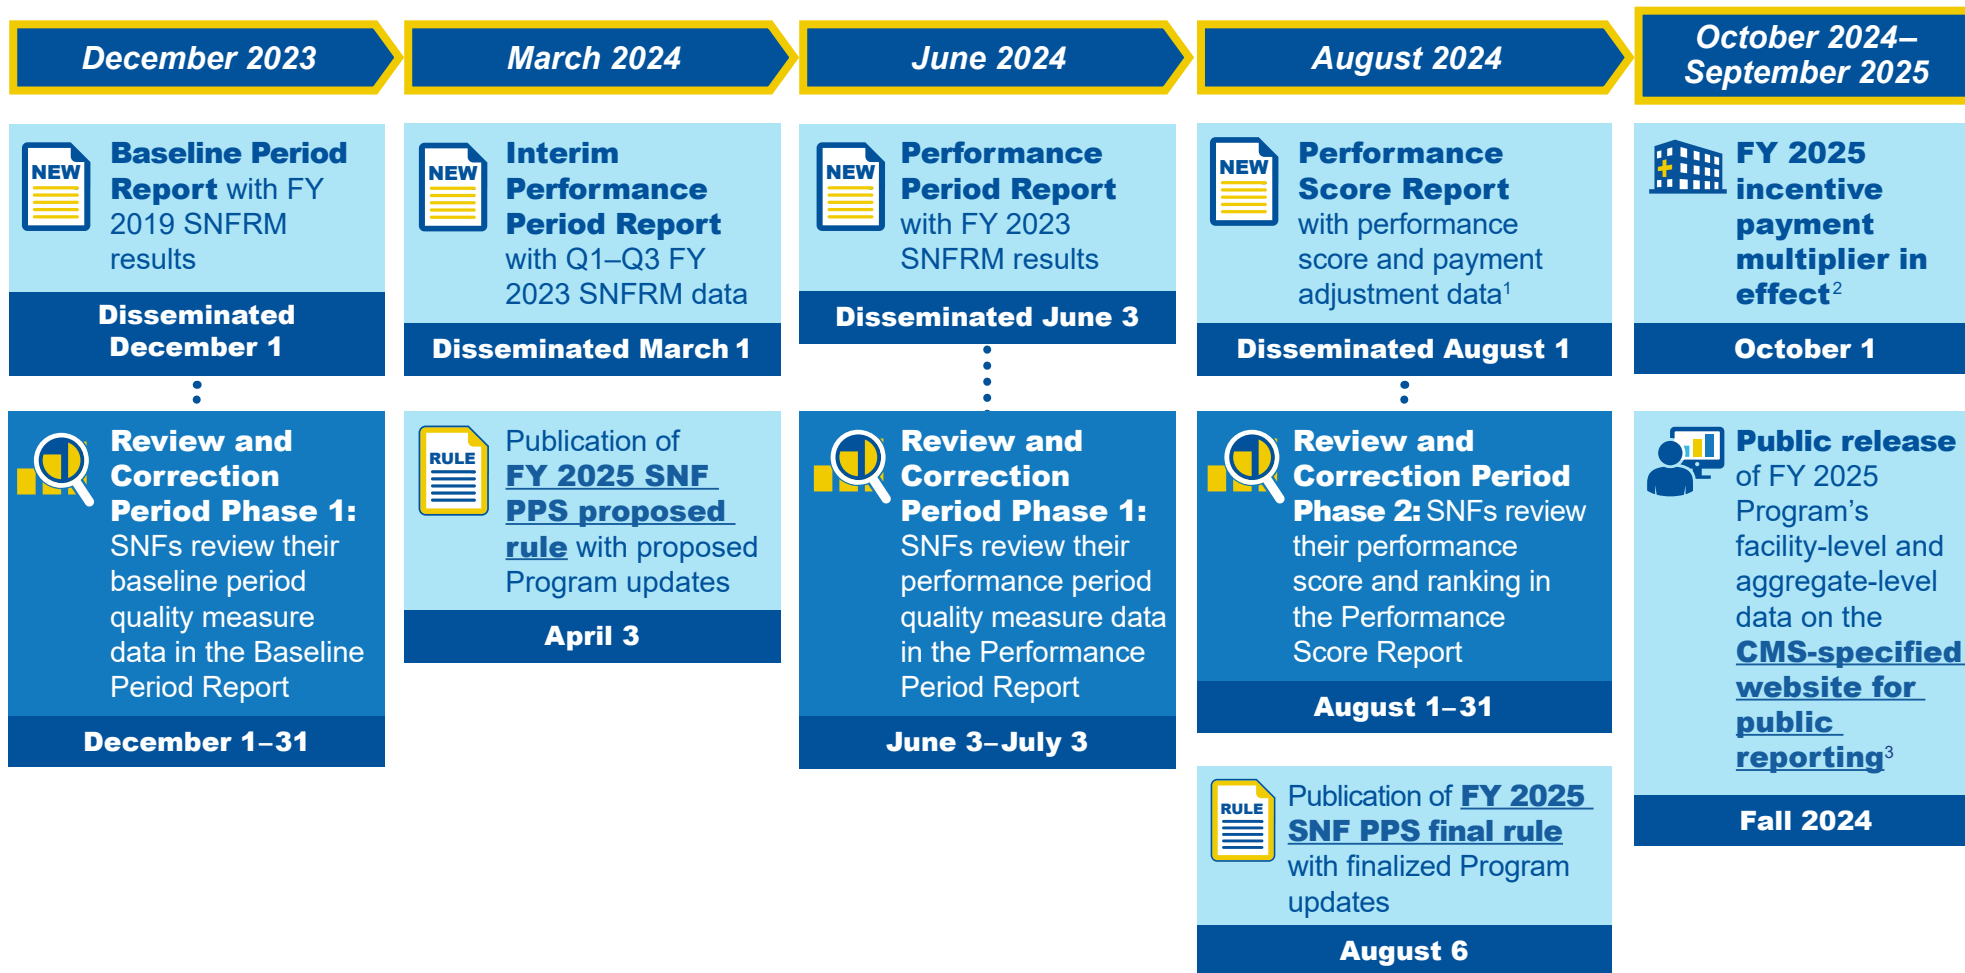 December 2023
NEW
Baseline Period
Report with FY
2019 SNFRM
results
Disseminated
December 1
Review and
Correction
Period Phase 1:
SNFs review their
baseline period
quality measure
data in the Baseline
Period Report
December 1–31
March 2024
NEW
Interim
Performance
Period Report
with Q1–Q3 FY
2023 SNFRM data
Disseminated March 1
RULE
Publication of
FY 2025 SNF
PPS proposed
rule with proposed
Program updates
April 3
June 2024
NEW
Performance
Period Report
with FY 2023
SNFRM results
Disseminated June 3
Review and
Correction
Period Phase 1:
SNFs review their
performance period
quality measure data
in the Performance
Period Report
June 3–July 3
August 2024
NEW
Performance
Score Report
with performance
score and payment
adjustment data1
Disseminated August 1
Review and
Correction Period
Phase 2: SNFs review
their performance
score and ranking in
the Performance
Score Report
August 1–31
RULE
Publication of FY 2025
SNF PPS final rule
with finalized Program
updates
August 6
October 2024–
September 2025
FY 2025
incentive
payment
multiplier in
effect2
October 1
Public release
of FY 2025
Program’s
facility-level and
aggregate-level
data on the
CMS-specified
website for
public
reporting3
Fall 2024